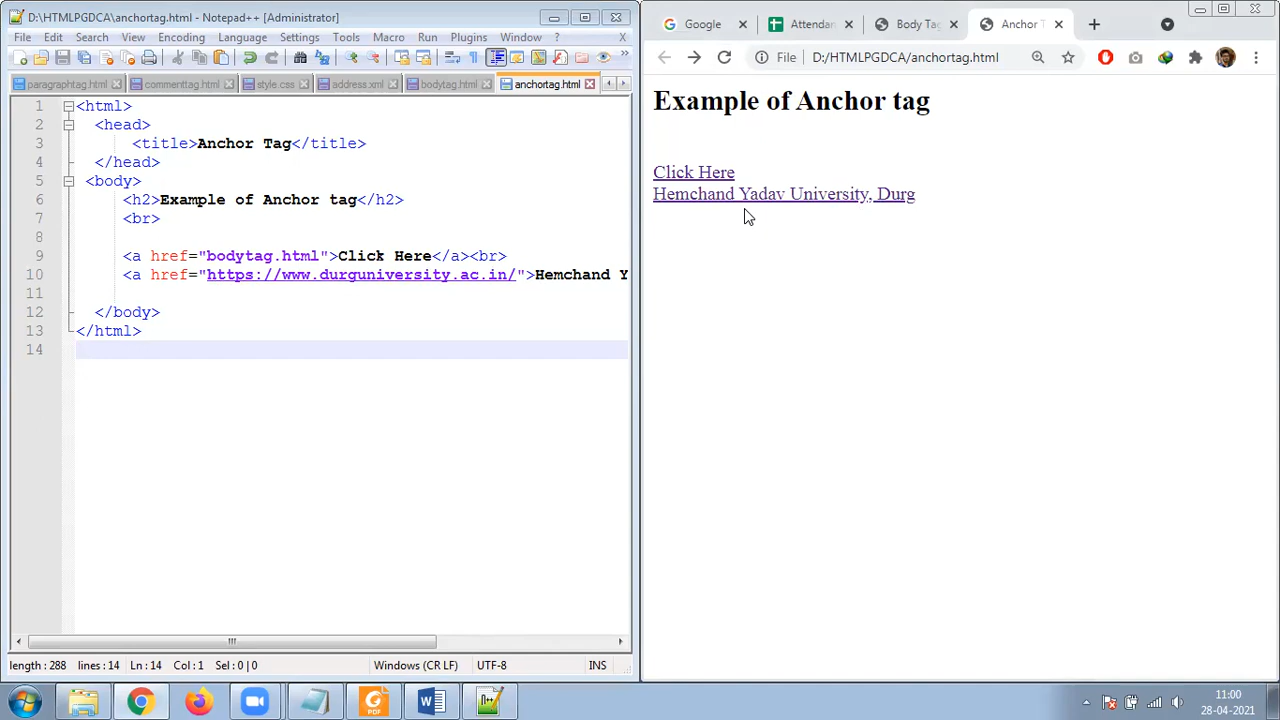 D:\HTMLPGDCA\anchortag.html - Notepad++ [Administrator]
File Edit Search View Encoding Language Settings Tools Macro Run Plugins Window ? X
paragraphtag.html commenttag.html style.css address.xml bodytag.html anchortag.html
1 <html>
2 <head>
3 <title>Anchor Tag</title>
4 </head>
5 <body>
6 <h2>Example of Anchor tag</h2>
7 <br>
8
9 <a href="bodytag.html">Click Here</a><br>
10 <a href="https://www.durguniversity.ac.in/">Hemchand Y
11
12 </body>
13 </html>
14
length : 288 lines : 14 Ln : 14 Col : 1 Sel : 0 | 0 Windows (CR LF) UTF-8 INS
Google Attendan Body Tag Anchor T
File D:/HTMLPGDCA/anchortag.html
Example of Anchor tag
Click Here
Hemchand Yadav University, Durg
PDF
11:00
28-04-2021